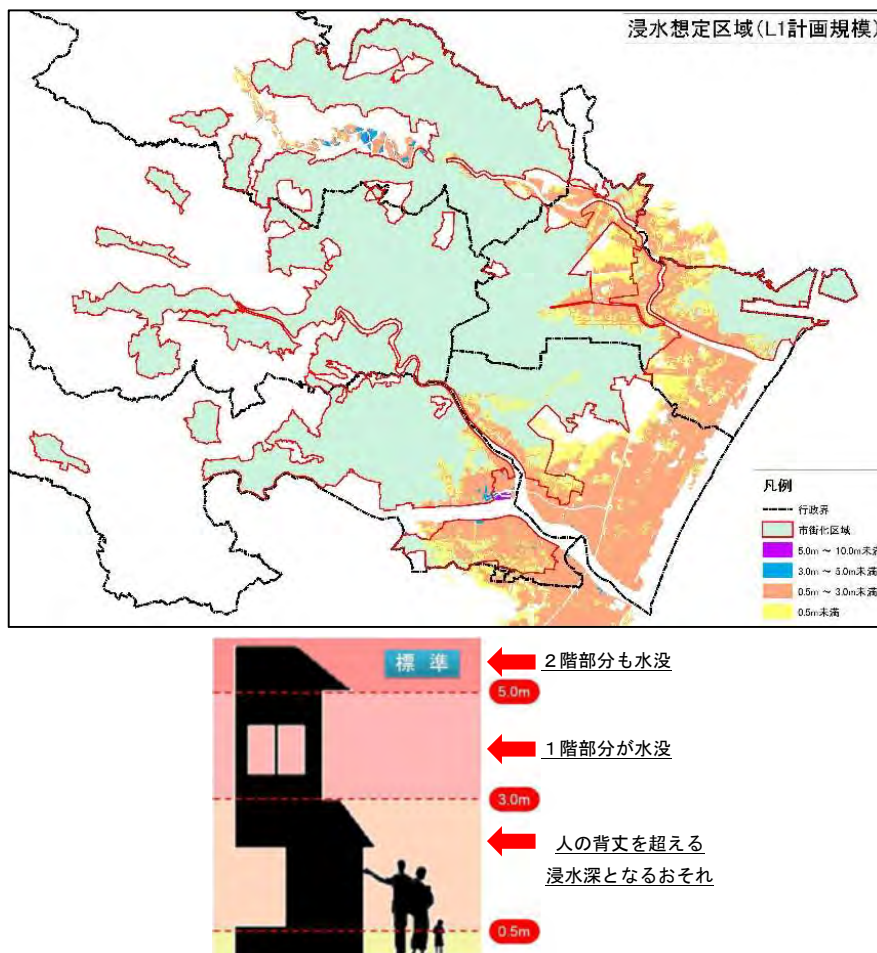 浸水想定区域(L1計画規模)
凡例
行政界
市街化区域
5.0m ～ 10.0m未満
3.0m ～ 5.0m未満
0.5m ～ 3.0m未満
0.5m未満
標準
２階部分も水没
5.0m
１階部分が水没
3.0m
人の背丈を超える
浸水深となるおそれ
0.5m